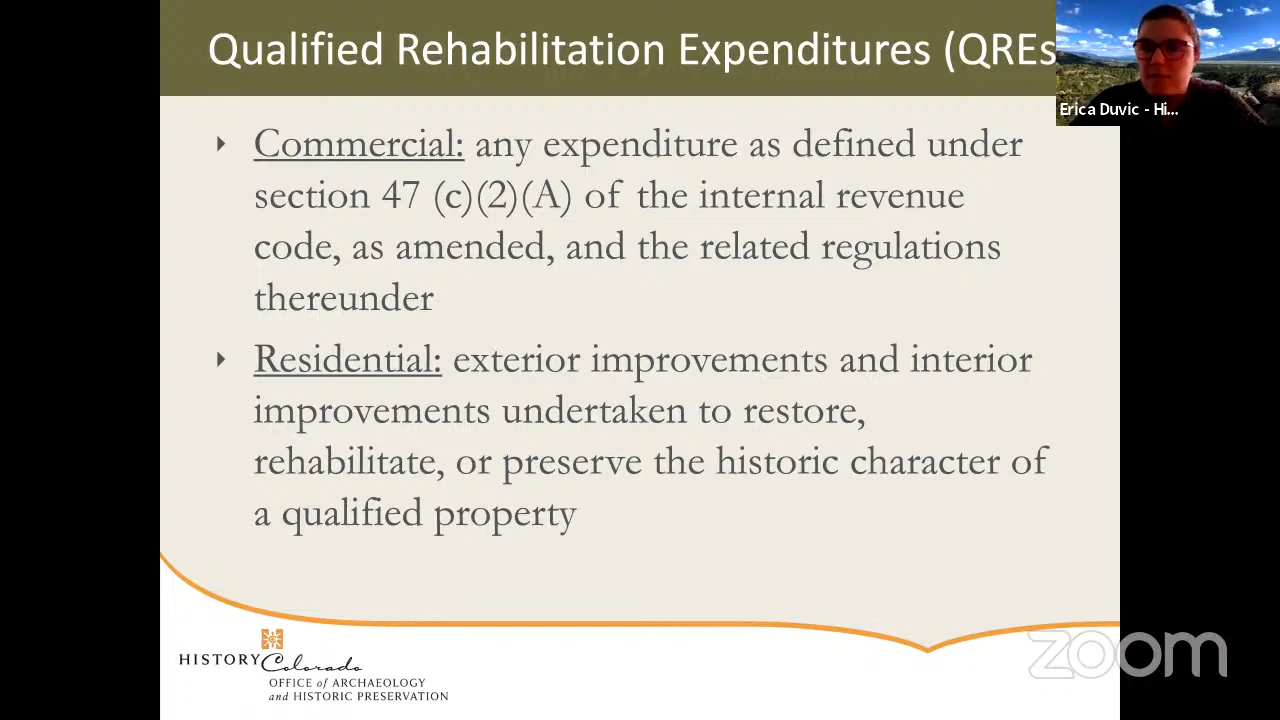 Qualified Rehabilitation Expenditures (QREs
Erica Duvic - Hi...
Commercial: any expenditure as defined under
section 47 (c)(2)(A) of the internal revenue
code, as amended, and the related regulations
thereunder
Residential: exterior improvements and interior
improvements undertaken to restore,
rehabilitate, or preserve the historic character of
a qualified property
HISTORY Colorado
OFFICE of ARCHAEOLOGY
and HISTORIC PRESERVATION
zoom